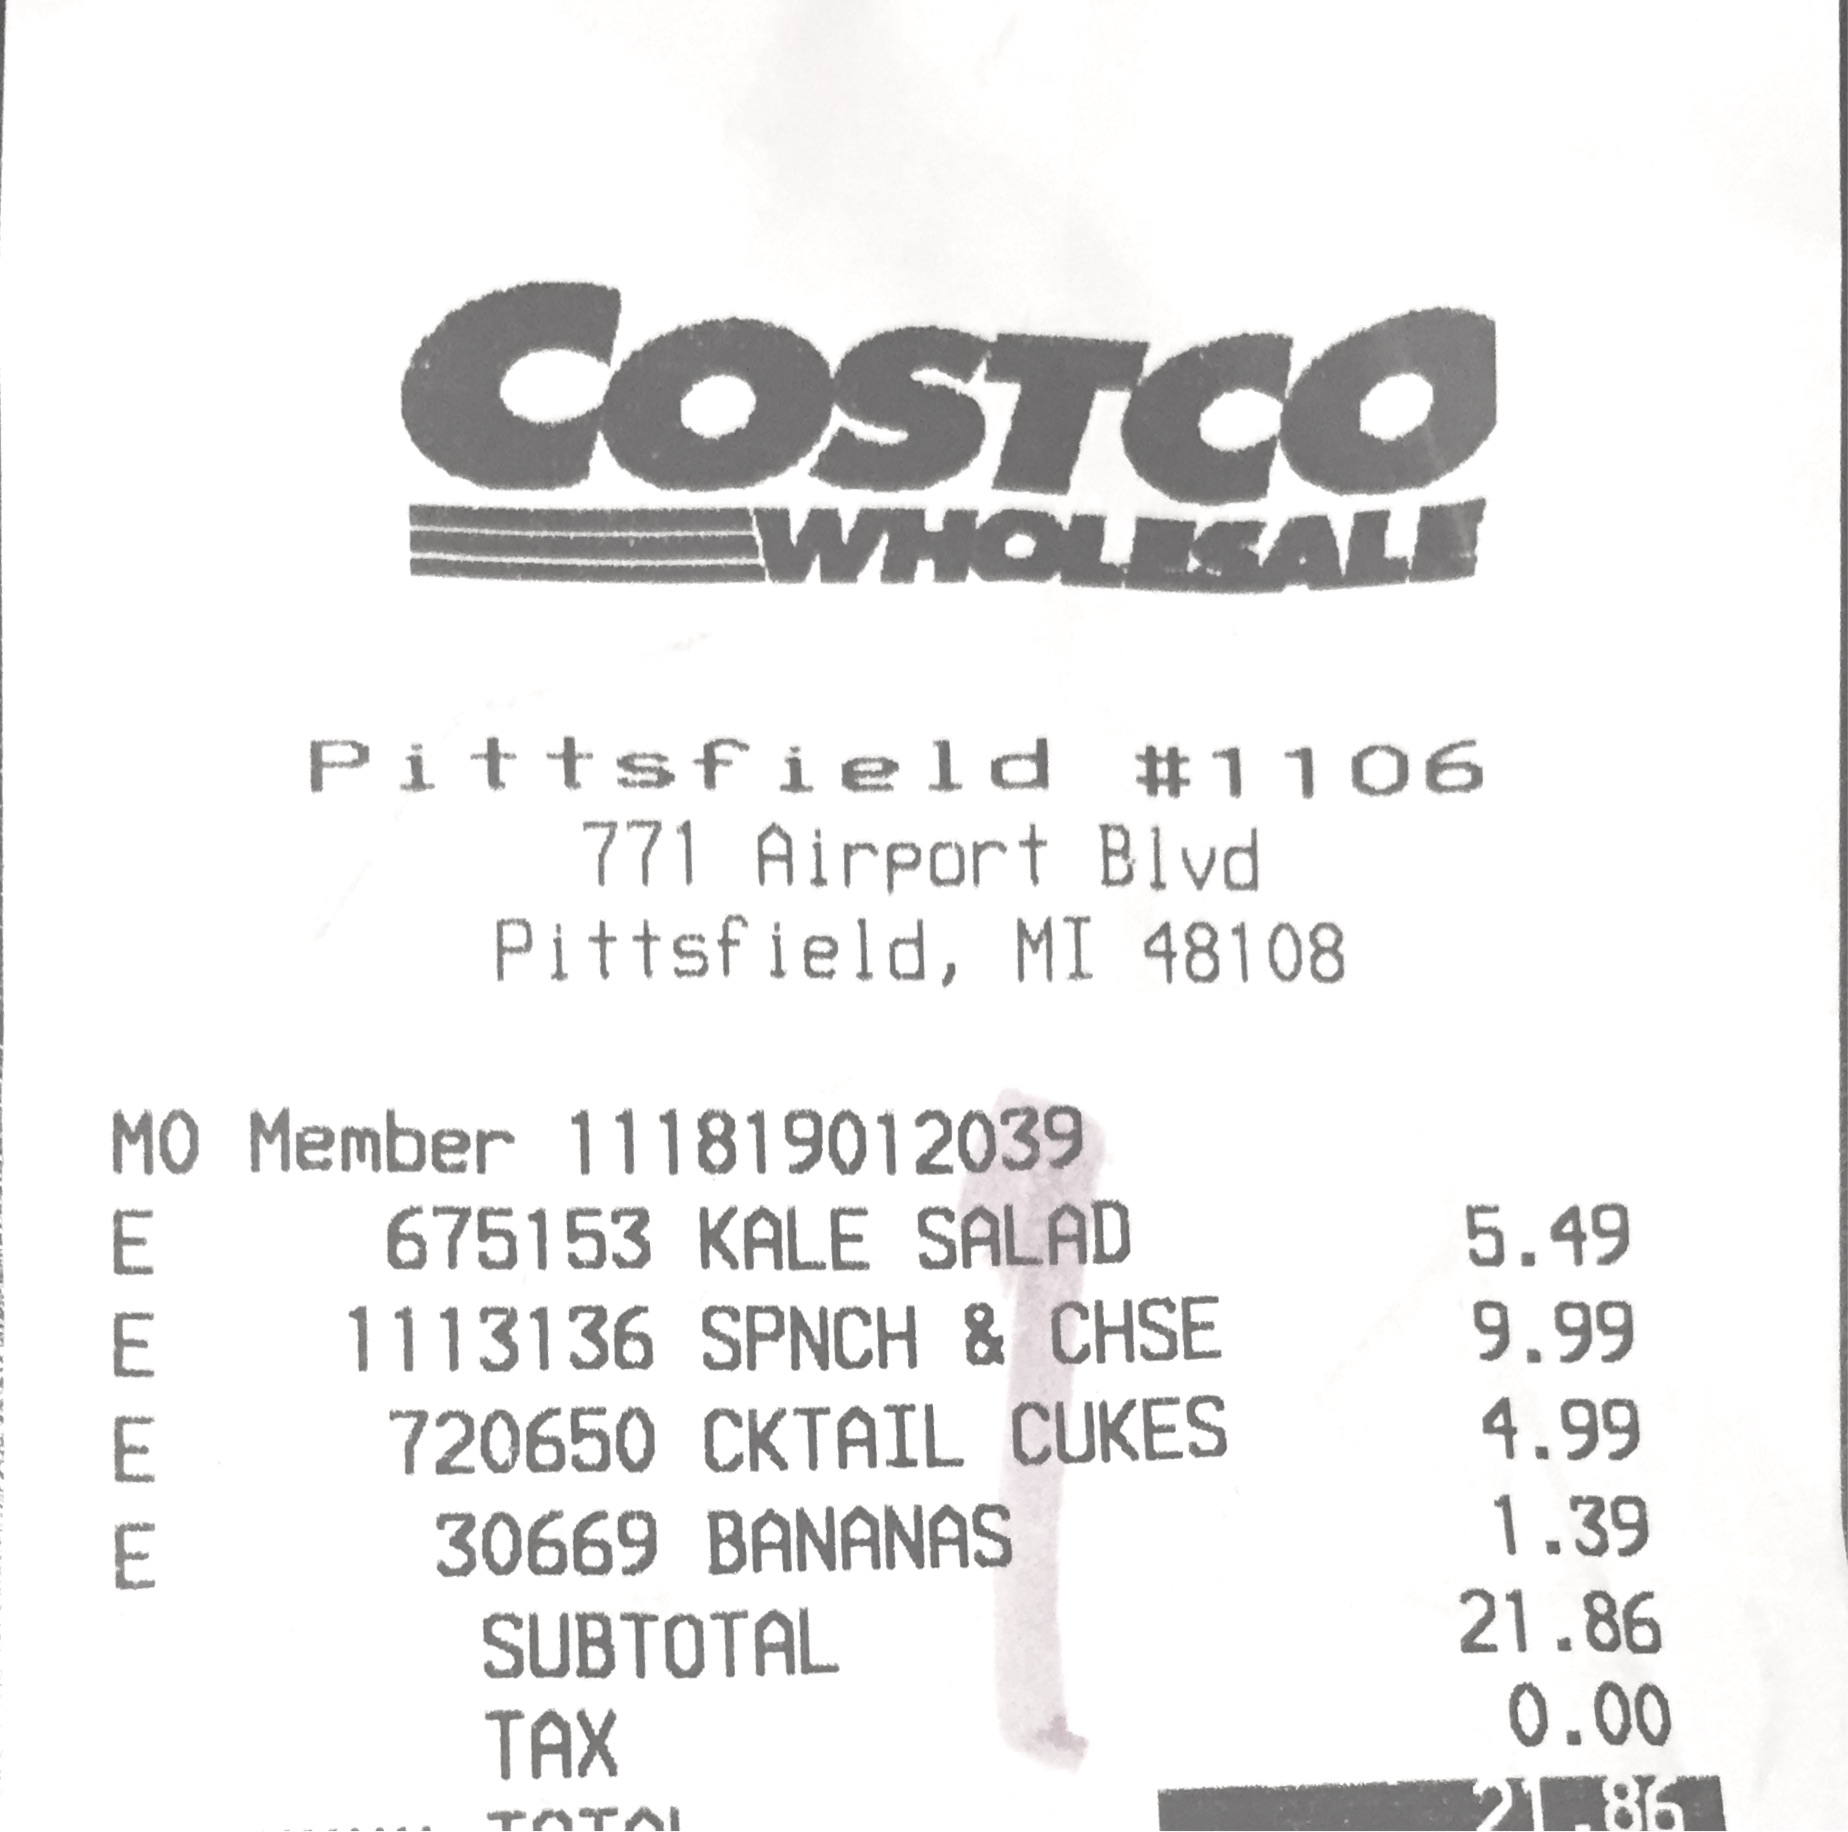 COSTCO
WHOLESALE
Pittsfield #1106
771 Airport Blvd
Pittsfield, MI 48108
MO Member 111819012039
E 675153 KALE SALAD 5.49
E 1113136 SPNCH & CHSE 9.99
E 720650 CKTAIL CUKES 4.99
E 30669 BANANAS 1.39
SUBTOTAL 21.86
TAX 0.00
TOTAL 21.86